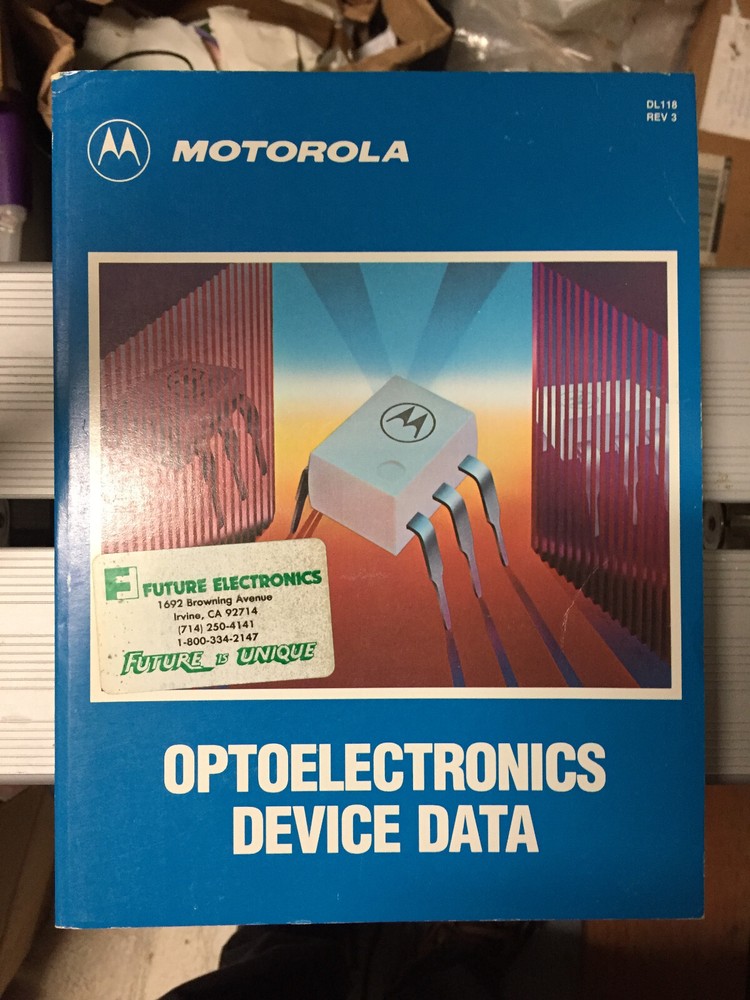 DL118
REV 3
MOTOROLA
F FUTURE ELECTRONICS
1692 Browning Avenue
Irvine, CA 92714
(714) 250-4141
1-800-334-2147
FUTURE IS UNIQUE
OPTOELECTRONICS
DEVICE DATA